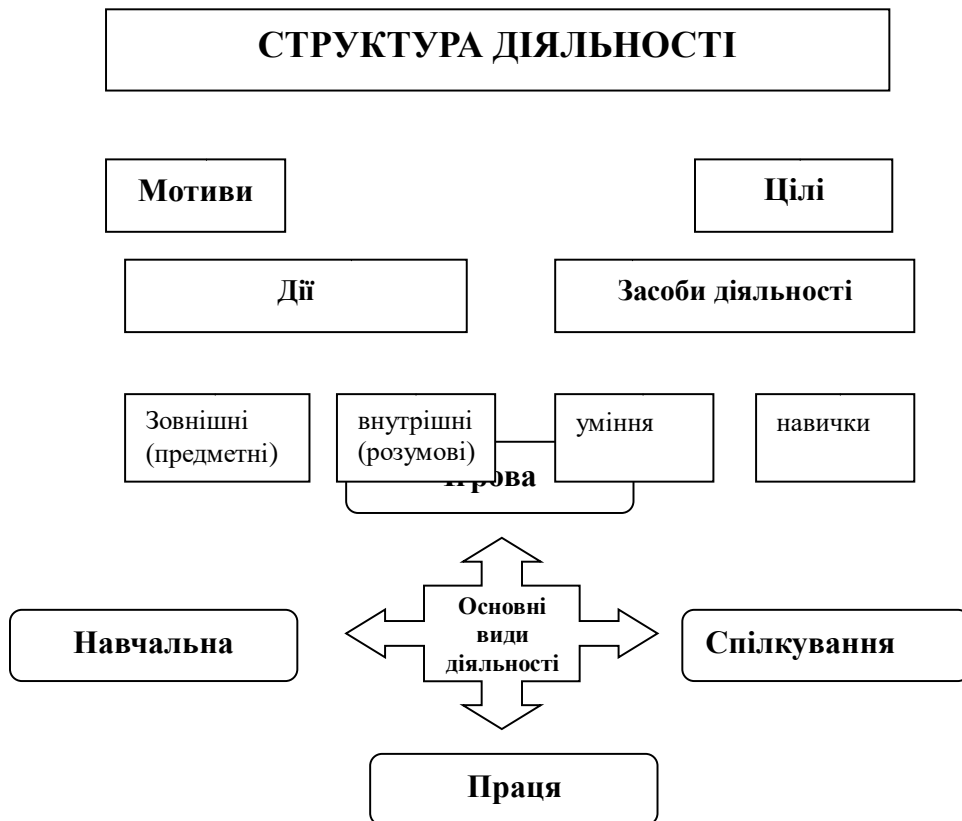 СТРУКТУРА ДІЯЛЬНОСТІ
Мотиви
Цілі
Дії
Засоби діяльності
Зовнішні
(предметні)
внутрішні
(розумові)
уміння
навички
Ігрова
Основні
види
діяльності
Навчальна
Спілкування
Праця